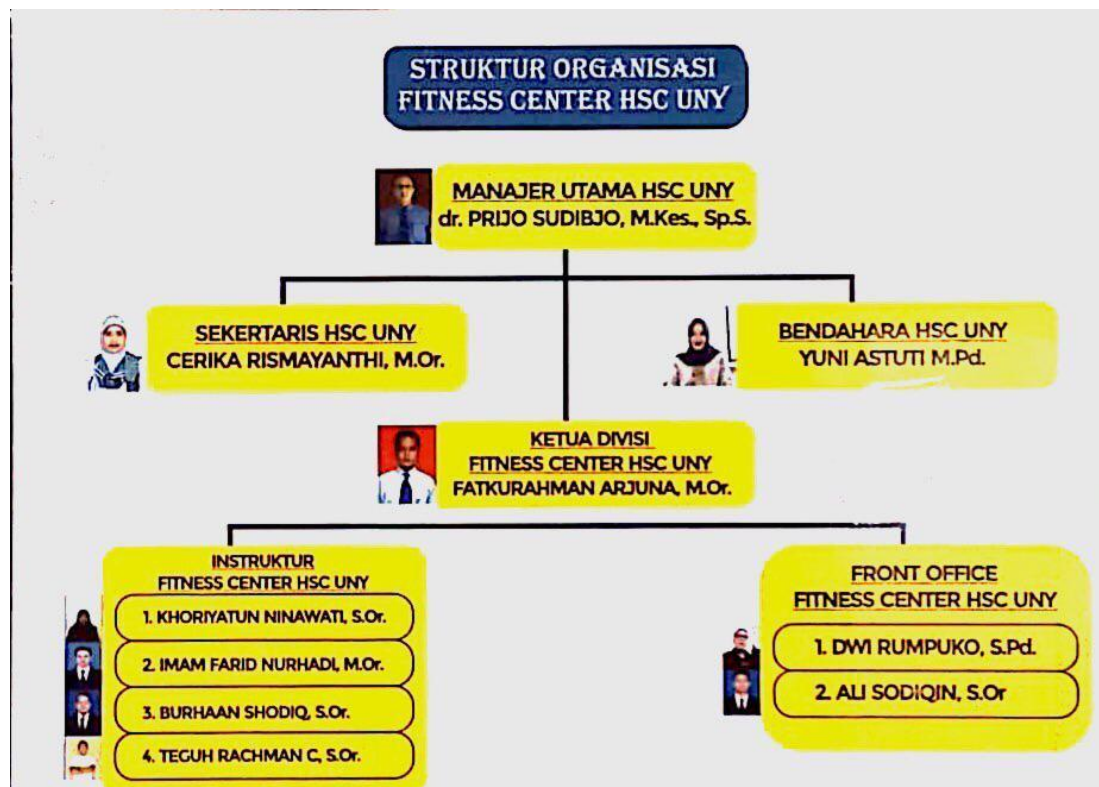 STRUKTUR ORGANISASI
FITNESS CENTER HSC UNY
MANAJER UTAMA HSC UNY
dr. PRIJO SUDIBJO, M.Kes., Sp.S.
SEKERTARIS HSC UNY
CERIKA RISMAYANTHI, M.Or.
BENDAHARA HSC UNY
YUNI ASTUTI M.Pd.
KETUA DIVISI
FITNESS CENTER HSC UNY
FATKURAHMAN ARJUNA, M.Or.
INSTRUKTUR
FITNESS CENTER HSC UNY
1. KHORIYATUN NINAWATI, S.Or.
2. IMAM FARID NURHADI, M.Or.
3. BURHAAN SHODIQ, S.Or.
4. TEGUH RACHMAN C, S.Or.
FRONT OFFICE
FITNESS CENTER HSC UNY
1. DWI RUMPUKO, S.Pd.
2. ALI SODIQIN, S.Or